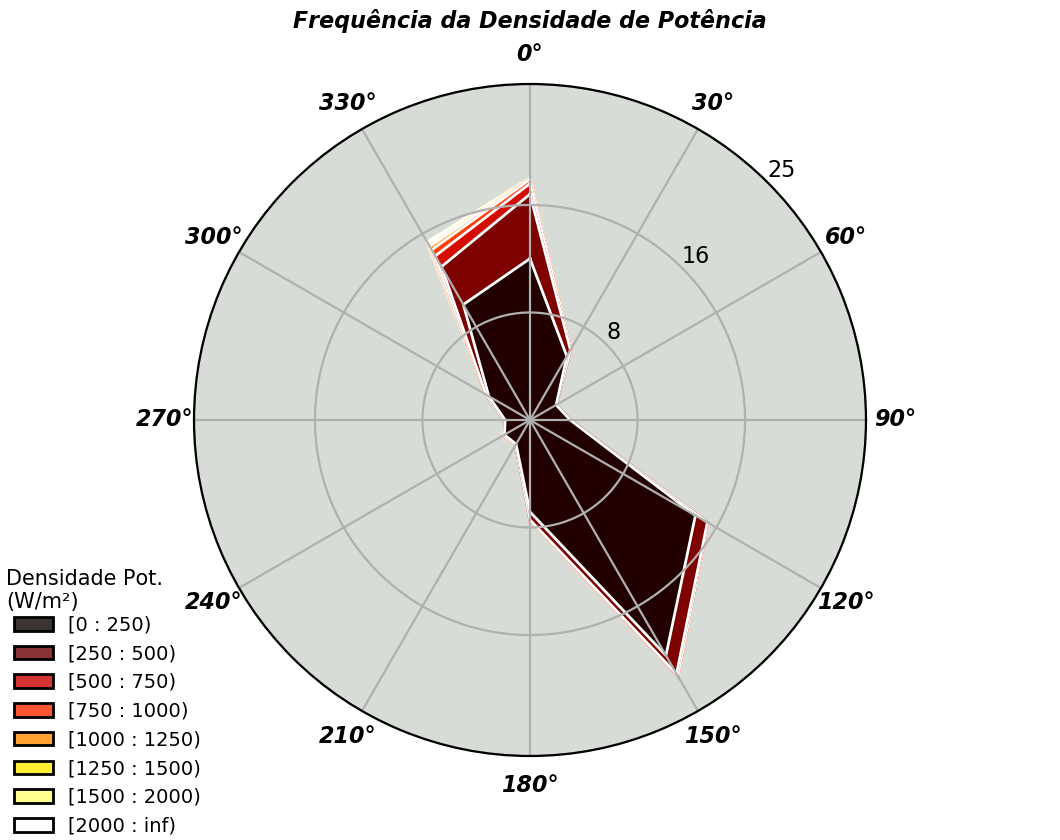 Frequência da Densidade de Potência
0°
330°
30°
25
300°
60°
16
8
270°
90°
240°
120°
210°
150°
180°
Densidade Pot.
(W/m²)
[0 : 250)
[250 : 500)
[500 : 750)
[750 : 1000)
[1000 : 1250)
[1250 : 1500)
[1500 : 2000)
[2000 : inf)